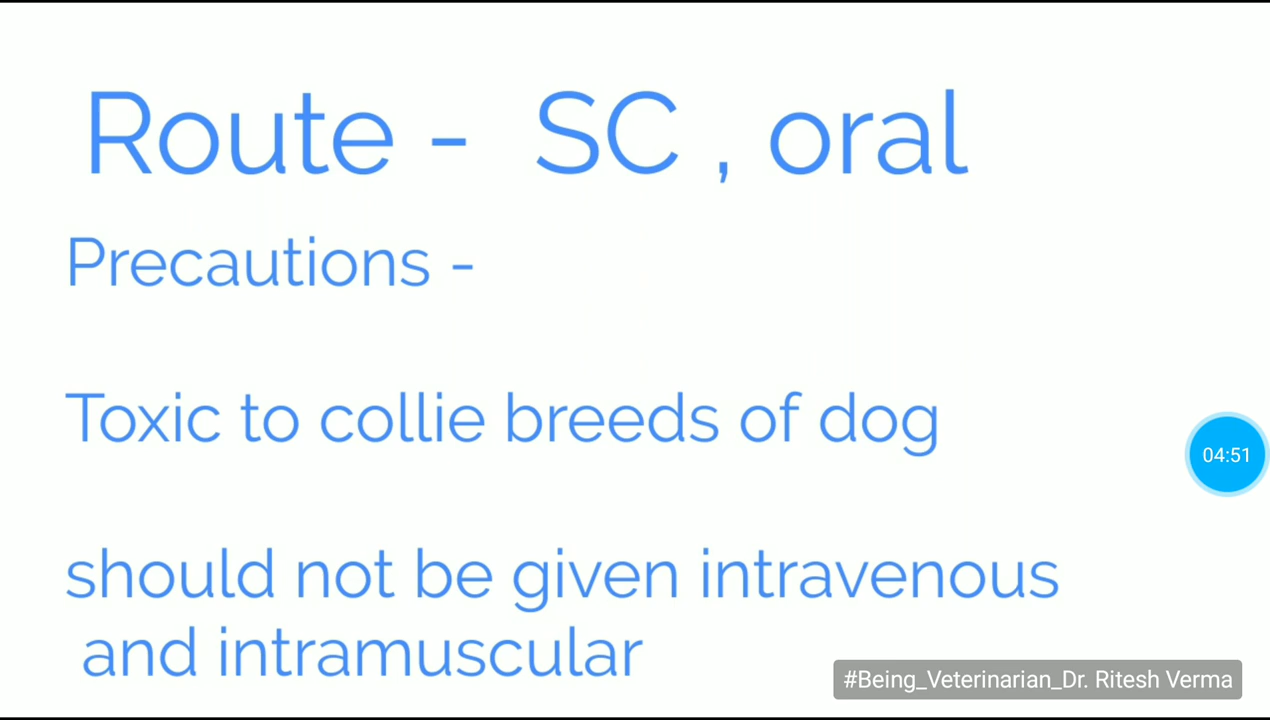 Route - SC , oral
Precautions -
Toxic to collie breeds of dog
04:51
should not be given intravenous
and intramuscular
#Being_Veterinarian_Dr. Ritesh Verma